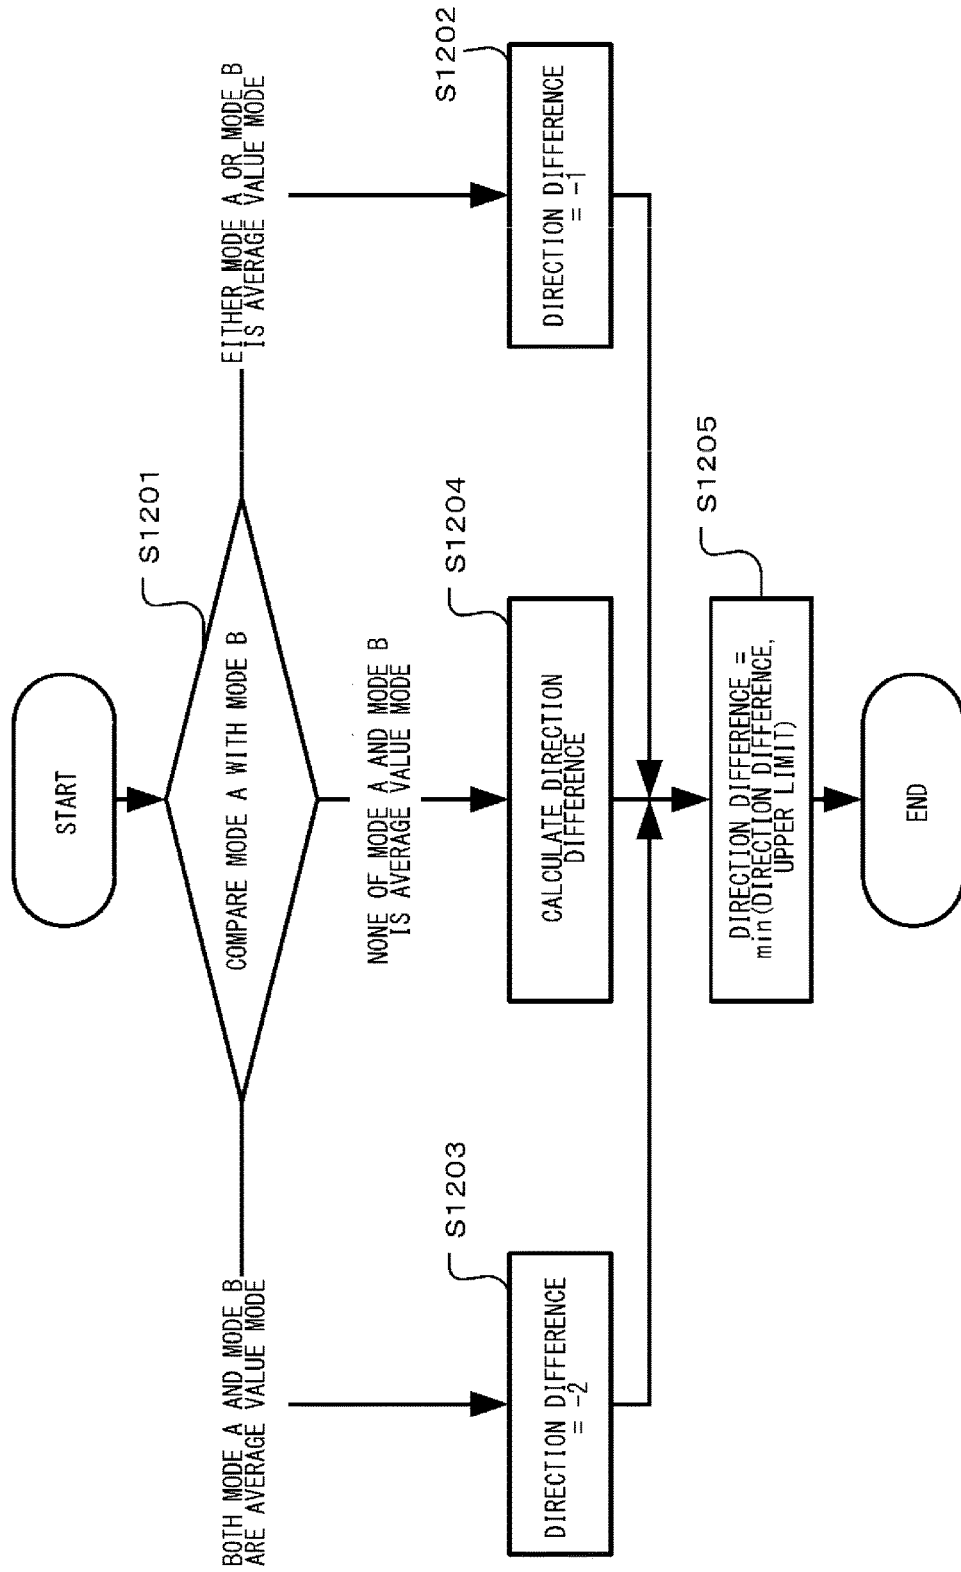 START
COMPARE MODE A WITH MODE B
S1201
BOTH MODE A AND MODE B
ARE AVERAGE VALUE MODE
NONE OF MODE A AND MODE B
IS AVERAGE VALUE MODE
EITHER MODE A OR MODE B
IS AVERAGE VALUE MODE
S1203
DIRECTION DIFFERENCE
= -2
S1204
CALCULATE DIRECTION
DIFFERENCE
S1202
DIRECTION DIFFERENCE
= -1
S1205
DIRECTION DIFFERENCE =
min(DIRECTION DIFFERENCE,
UPPER LIMIT)
END